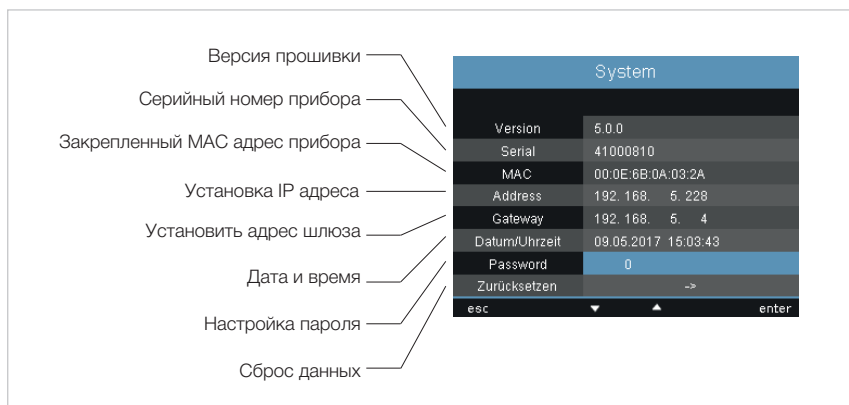 Версия прошивки
Серийный номер прибора
Закрепленный MAC адрес прибора
Установка IP адреса
Установить адрес шлюза
Дата и время
Настройка пароля
Сброс данных
System
Version 5.0.0
Serial 41000810
MAC 00:0E:6B:0A:03:2A
Address 192. 168. 5. 228
Gateway 192. 168. 5. 4
Datum/Uhrzeit 09.05.2017 15:03:43
Password 0
Zurücksetzen ->
esc ▼ ▲ enter